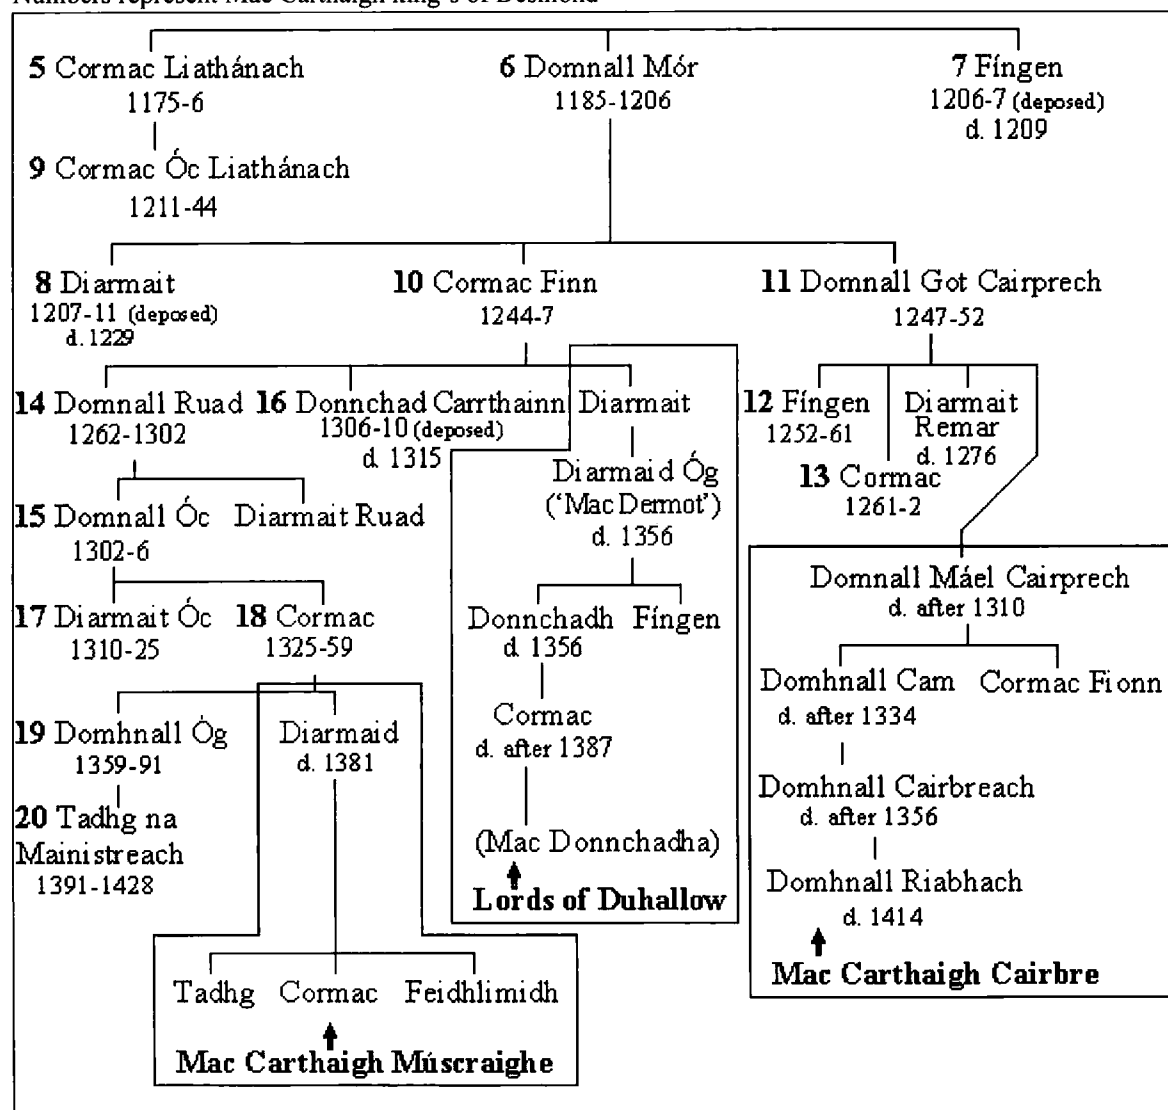 Numbers represent Mac Carthaigh king's of Desmond
5 Cormac Liathánach
1175-6
6 Domnall Mór
1185-1206
7 Fíngen
1206-7 (deposed)
d. 1209
9 Cormac Óc Liathánach
1211-44
8 Diarmait
1207-11 (deposed)
d. 1229
10 Cormac Finn
1244-7
11 Domnall Got Cairprech
1247-52
14 Domnall Ruad
1262-1302
16 Donnchad Carrthainn
1306-10 (deposed)
d. 1315
Diarmait
12 Fíngen
1252-61
Diarmait
Remar
d. 1276
13 Cormac
1261-2
Diarmaid Óg
('Mac Dermot')
d. 1356
15 Domnall Óc
1302-6
Diarmait Ruad
Domnall Máel Cairprech
d. after 1310
17 Diarmait Óc
1310-25
18 Cormac
1325-59
Donnchadh
d. 1356
Fíngen
Domhnall Cam
d. after 1334
Cormac Fionn
19 Domhnall Óg
1359-91
Diarmaid
d. 1381
Cormac
d. after 1387
Domhnall Cairbreach
d. after 1356
20 Tadhg na
Mainistreach
1391-1428
(Mac Donnchadha)
Lords of Duhallow
Domhnall Riabhach
d. 1414
Mac Carthaigh Cairbre
Tadhg
Cormac
Feidhlimidh
Mac Carthaigh Múscraighe